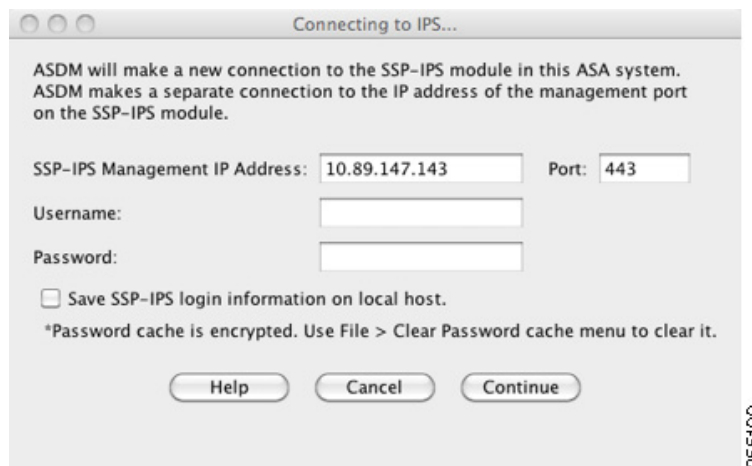 Connecting to IPS...
ASDM will make a new connection to the SSP-IPS module in this ASA system.
ASDM makes a separate connection to the IP address of the management port
on the SSP-IPS module.
SSP-IPS Management IP Address: 10.89.147.143 Port: 443
Username:
Password:
Save SSP-IPS login information on local host.
*Password cache is encrypted. Use File > Clear Password cache menu to clear it.
Help Cancel Continue